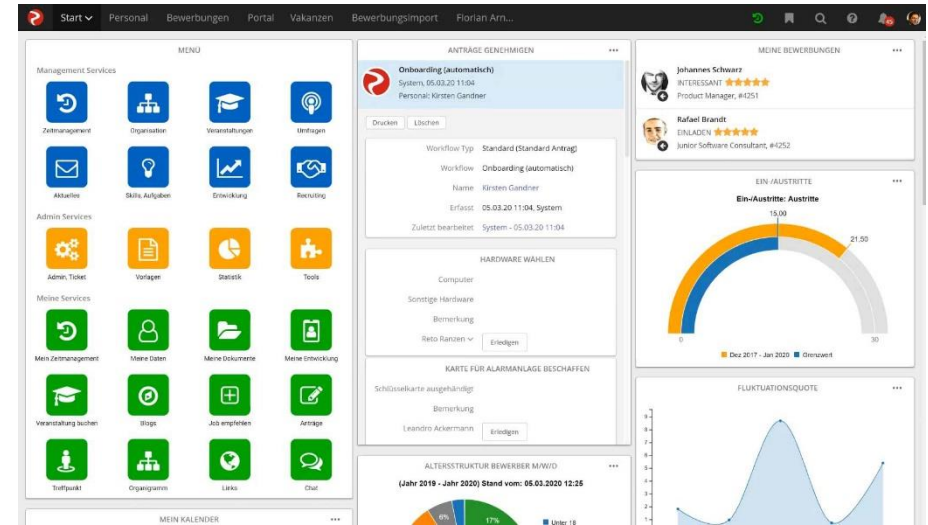 Start Personal Bewerbungen Portal Vakanzen Bewerbungsimport Florian Arn...
MENÜ
Management Services
Zeitmanagement Organisation Veranstaltungen Umfragen
Aktuelles Skills, Aufgaben Entwicklung Recruiting
Admin Services
Admin, Ticket Vorlagen Statistik Tools
Meine Services
Mein Zeitmanagement Meine Daten Meine Dokumente Meine Entwicklung
Veranstaltung buchen Blogs Job empfehlen Anträge
Treffpunkt Organigramm Links Chat
MEIN KALENDER
ANTRÄGE GENEHMIGEN
Onboarding (automatisch)
System, 05.03.20 11:04
Personal: Kirsten Gandner
Drucken Löschen
Workflow Typ Standard (Standard Antrag)
Workflow Onboarding (automatisch)
Name Kirsten Gandner
Erfasst 05.03.20 11:04, System
Zuletzt bearbeitet System - 05.03.20 11:04
HARDWARE WÄHLEN
Computer
Sonstige Hardware
Bemerkung
Reto Ranzen Erledigen
KARTE FÜR ALARMANLAGE BESCHAFFEN
Schlüsselkarte ausgehändigt
Bemerkung
Leandro Ackermann Erledigen
ALTERSSTRUKTUR BEWERBER M/W/D
(Jahr 2019 - Jahr 2020) Stand vom: 05.03.2020 12:25
6%
17%
Unter 18
MEINE BEWERBUNGEN
Johannes Schwarz
INTERESSANT
Product Manager, #4251
Rafael Brandt
EINLADEN
Junior Software Consultant, #4252
EIN-/AUSTRITTE
Ein-/Austritte: Austritte
15,00
21,50
0 30
Dez 2017 - Jan 2020 Grenzwert
FLUKTUATIONSQUOTE
9
8
7
6
5
4
3
2
1